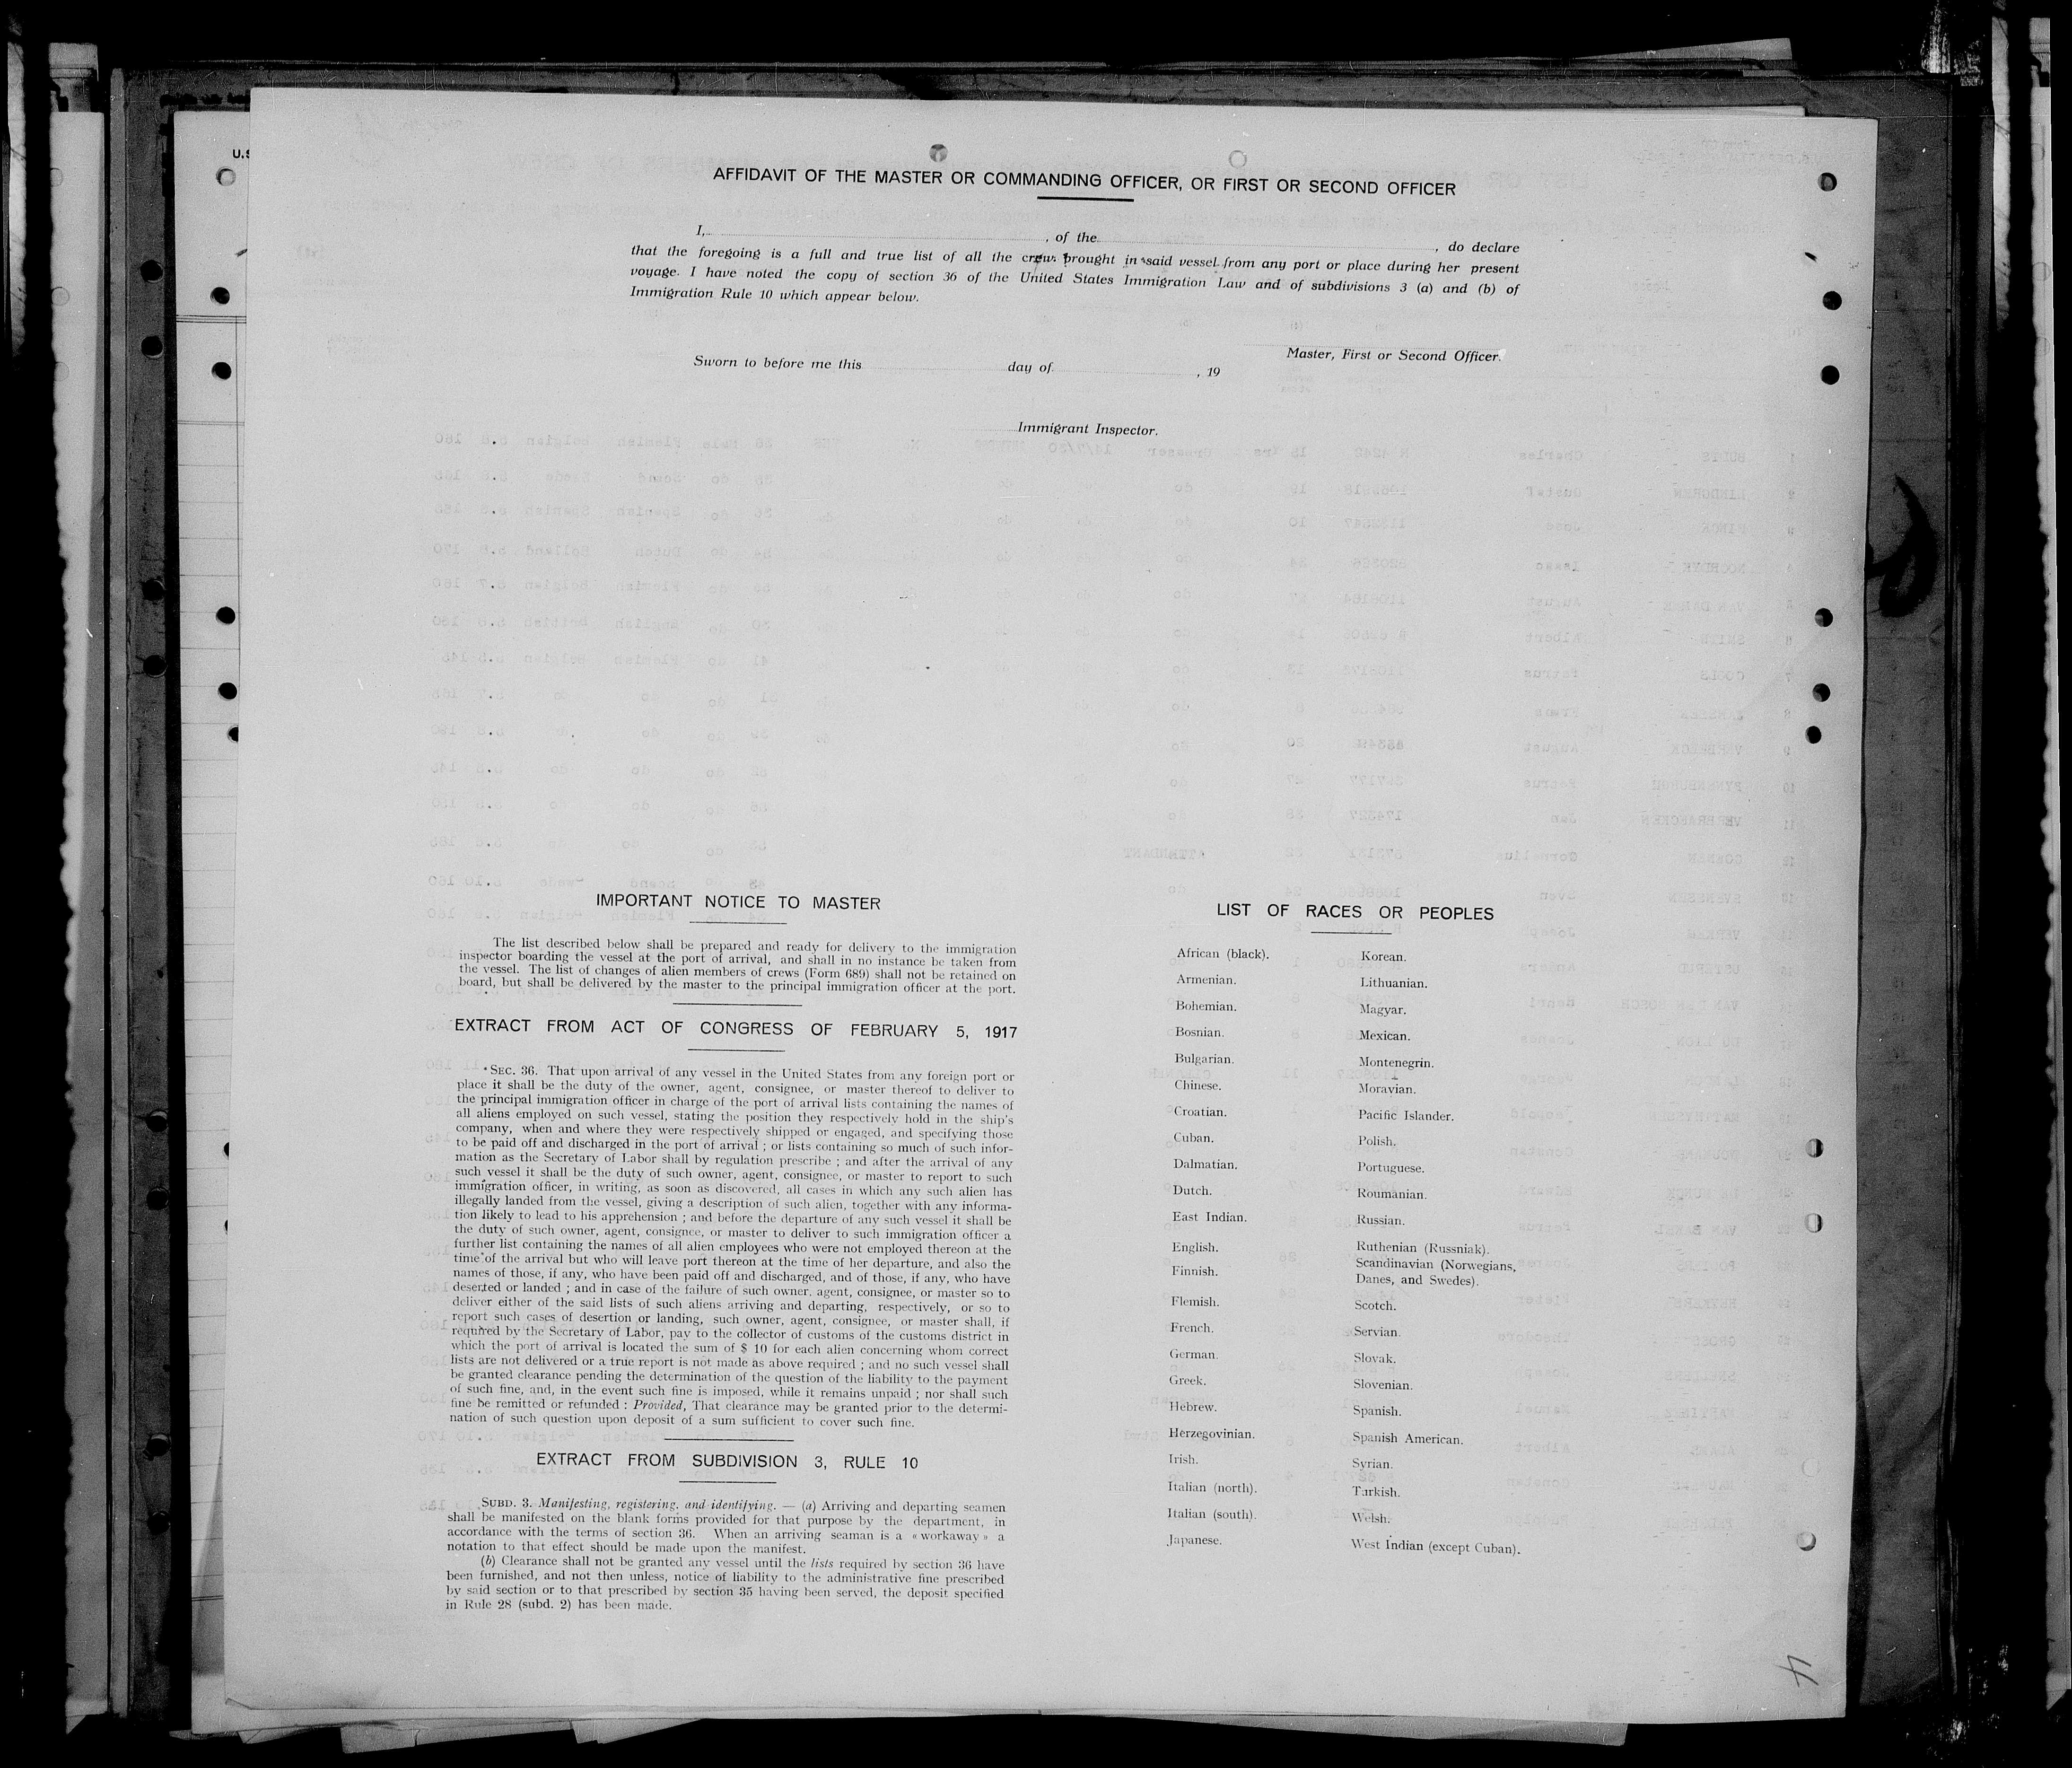 U.S
AFFIDAVIT OF THE MASTER OR COMMANDING OFFICER, OR FIRST OR SECOND OFFICER
I, , of the , do declare
that the foregoing is a full and true list of all the crew brought in said vessel from any port or place during her present
voyage. I have noted the copy of section 36 of the United States Immigration Law and of subdivisions 3 (a) and (b) of
Immigration Rule 10 which appear below.
Master, First or Second Officer.
Sworn to before me this day of , 19
Immigrant Inspector.
IMPORTANT NOTICE TO MASTER
The list described below shall be prepared and ready for delivery to the immigration
inspector boarding the vessel at the port of arrival, and shall in no instance be taken from
the vessel. The list of changes of alien members of crews (Form 689) shall not be retained on
board, but shall be delivered by the master to the principal immigration officer at the port.
EXTRACT FROM ACT OF CONGRESS OF FEBRUARY 5, 1917
SEC. 36. That upon arrival of any vessel in the United States from any foreign port or
place it shall be the duty of the owner, agent, consignee, or master thereof to deliver to
the principal immigration officer in charge of the port of arrival lists containing the names of
all aliens employed on such vessel, stating the position they respectively hold in the ship's
company, when and where they were respectively shipped or engaged, and specifying those
to be paid off and discharged in the port of arrival ; or lists containing so much of such infor-
mation as the Secretary of Labor shall by regulation prescribe ; and after the arrival of any
such vessel it shall be the duty of such owner, agent, consignee, or master to report to such
immigration officer, in writing, as soon as discovered, all cases in which any such alien has
illegally landed from the vessel, giving a description of such alien, together with any informa-
tion likely to lead to his apprehension ; and before the departure of any such vessel it shall be
the duty of such owner, agent, consignee, or master to deliver to such immigration officer a
further list containing the names of all alien employees who were not employed thereon at the
time of the arrival but who will leave port thereon at the time of her departure, and also the
names of those, if any, who have been paid off and discharged, and of those, if any, who have
deserted or landed ; and in case of the failure of such owner, agent, consignee, or master so to
deliver either of the said lists of such aliens arriving and departing, respectively, or so to
report such cases of desertion or landing, such owner, agent, consignee, or master shall, if
required by the Secretary of Labor, pay to the collector of customs of the customs district in
which the port of arrival is located the sum of $ 10 for each alien concerning whom correct
lists are not delivered or a true report is not made as above required ; and no such vessel shall
be granted clearance pending the determination of the question of the liability to the payment
of such fine, and, in the event such fine is imposed, while it remains unpaid ; nor shall such
fine be remitted or refunded : Provided, That clearance may be granted prior to the determi-
nation of such question upon deposit of a sum sufficient to cover such fine.
EXTRACT FROM SUBDIVISION 3, RULE 10
SUBD. 3. Manifesting, registering, and identifying. — (a) Arriving and departing seamen
shall be manifested on the blank forms provided for that purpose by the department, in
accordance with the terms of section 36. When an arriving seaman is a « workaway » a
notation to that effect should be made upon the manifest.
(b) Clearance shall not be granted any vessel until the lists required by section 36 have
been furnished, and not then unless, notice of liability to the administrative fine prescribed
by said section or to that prescribed by section 35 having been served, the deposit specified
in Rule 28 (subd. 2) has been made.
LIST OF RACES OR PEOPLES
African (black).
Armenian.
Bohemian.
Bosnian.
Bulgarian.
Chinese.
Croatian.
Cuban.
Dalmatian.
Dutch.
East Indian.
English.
Finnish.
Flemish.
French.
German.
Greek.
Hebrew.
Herzegovinian.
Irish.
Italian (north).
Italian (south).
Japanese.
Korean.
Lithuanian.
Magyar.
Mexican.
Montenegrin.
Moravian.
Pacific Islander.
Polish.
Portuguese.
Roumanian.
Russian.
Ruthenian (Russniak).
Scandinavian (Norwegians,
Danes, and Swedes).
Scotch.
Servian.
Slovak.
Slovenian.
Spanish.
Spanish American.
Syrian.
Turkish.
Welsh.
West Indian (except Cuban).
4